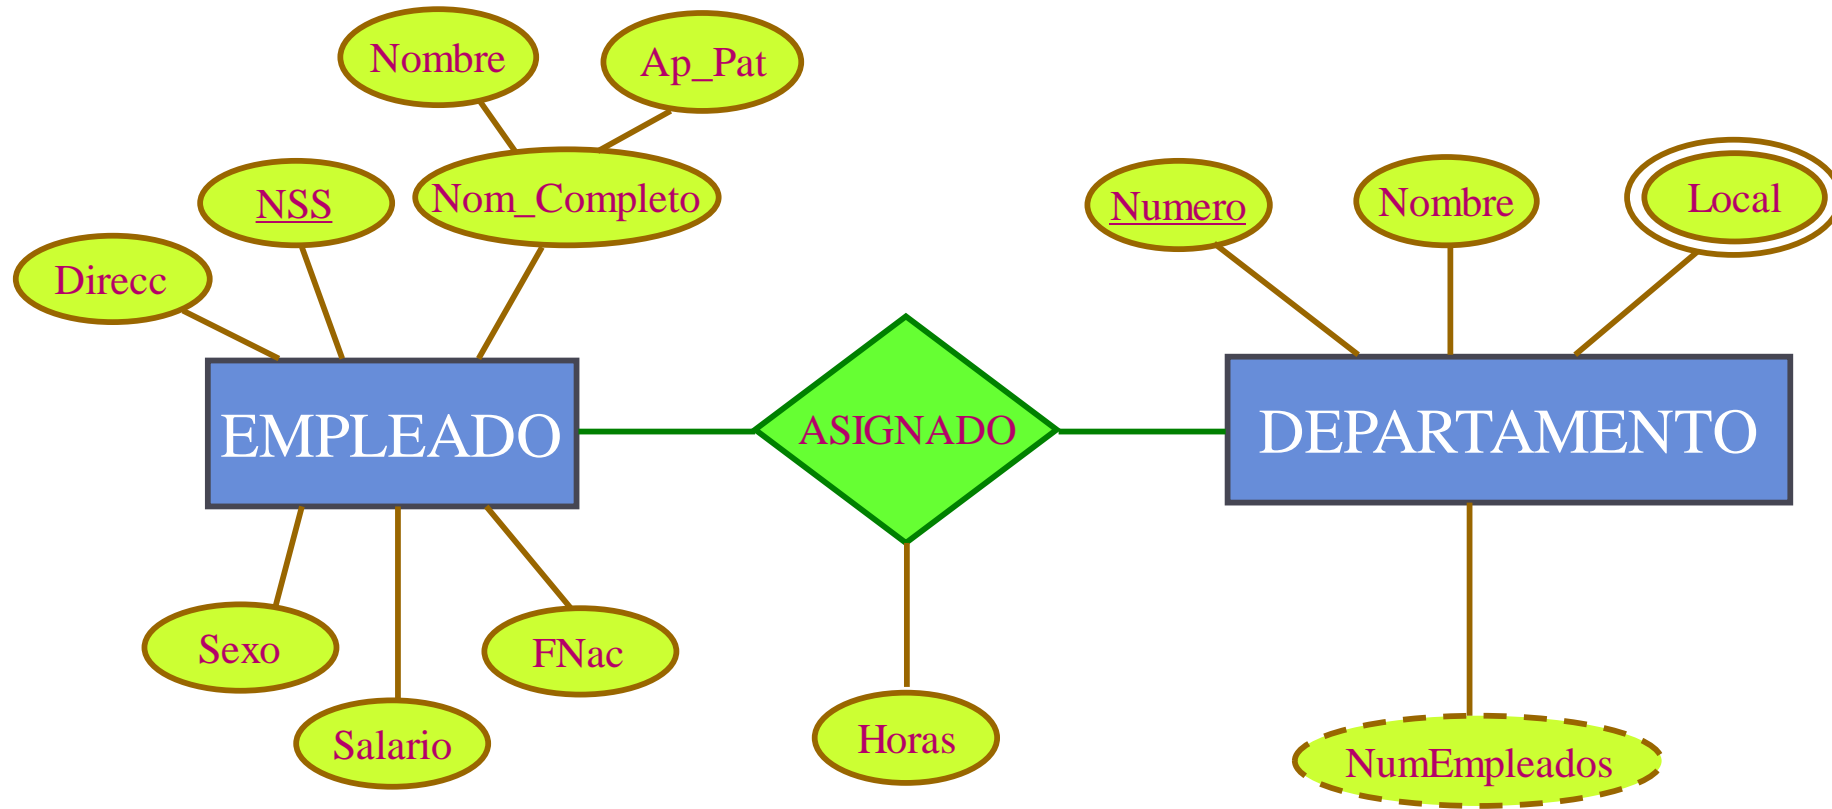 Nombre
Ap_Pat
NSS
Nom_Completo
Numero
Nombre
Local
Direcc
EMPLEADO
ASIGNADO
DEPARTAMENTO
Sexo
FNac
Salario
Horas
NumEmpleados